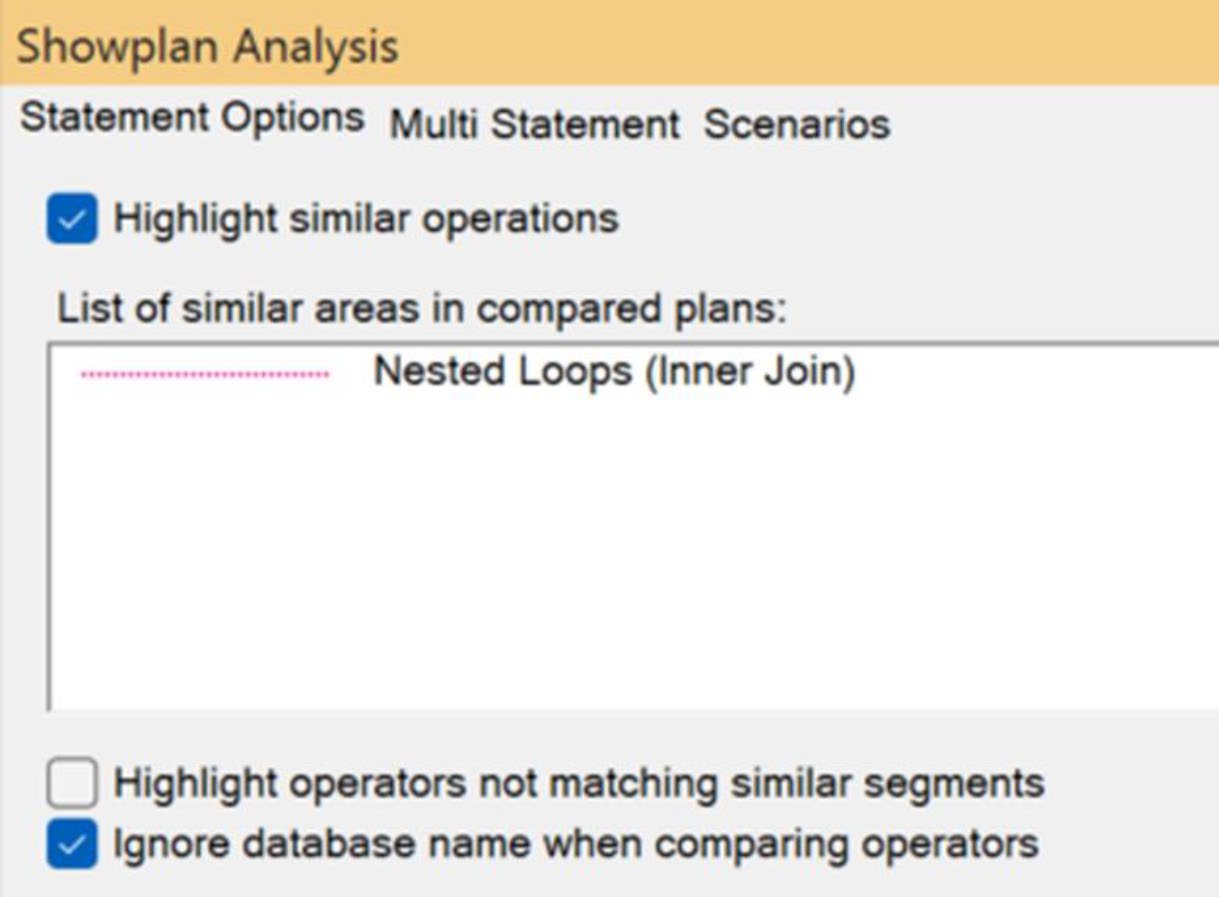 Showplan Analysis
Statement Options Multi Statement Scenarios
Highlight similar operations
List of similar areas in compared plans:
Nested Loops (Inner Join)
Highlight operators not matching similar segments
Ignore database name when comparing operators